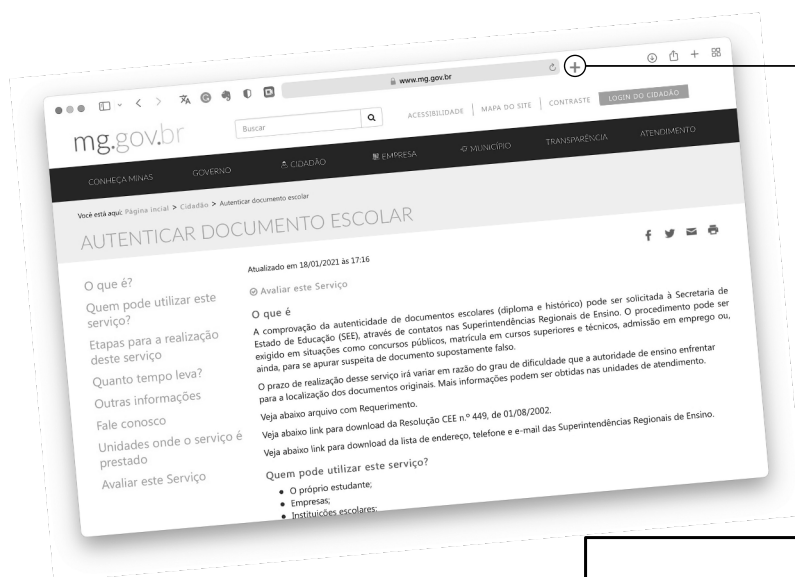 www.mg.gov.br
mg.gov.br
Buscar
ACESSIBILIDADE
MAPA DO SITE
CONTRASTE
LOGIN DO CIDADÃO
CONHEÇA MINAS
GOVERNO
CIDADÃO
EMPRESA
MUNICÍPIO
TRANSPARÊNCIA
ATENDIMENTO
Você está aqui: Página incial > Cidadão > Autenticar documento escolar
AUTENTICAR DOCUMENTO ESCOLAR
O que é?
Quem pode utilizar este
serviço?
Etapas para a realização
deste serviço
Quanto tempo leva?
Outras informações
Fale conosco
Unidades onde o serviço é
prestado
Avaliar este Serviço
Atualizado em 18/01/2021 às 17:16
Avaliar este Serviço
O que é
A comprovação da autenticidade de documentos escolares (diploma e histórico) pode ser solicitada à Secretaria de
Estado de Educação (SEE), através de contatos nas Superintendências Regionais de Ensino. O procedimento pode ser
exigido em situações como concursos públicos, matrícula em cursos superiores e técnicos, admissão em emprego ou,
ainda, para se apurar suspeita de documento supostamente falso.
O prazo de realização desse serviço irá variar em razão do grau de dificuldade que a autoridade de ensino enfrentar
para a localização dos documentos originais. Mais informações podem ser obtidas nas unidades de atendimento.
Veja abaixo arquivo com Requerimento.
Veja abaixo link para download da Resolução CEE n.º 449, de 01/08/2002.
Veja abaixo link para download da lista de endereço, telefone e e-mail das Superintendências Regionais de Ensino.
Quem pode utilizar este serviço?
• O próprio estudante;
• Empresas;
• Instituições escolares;